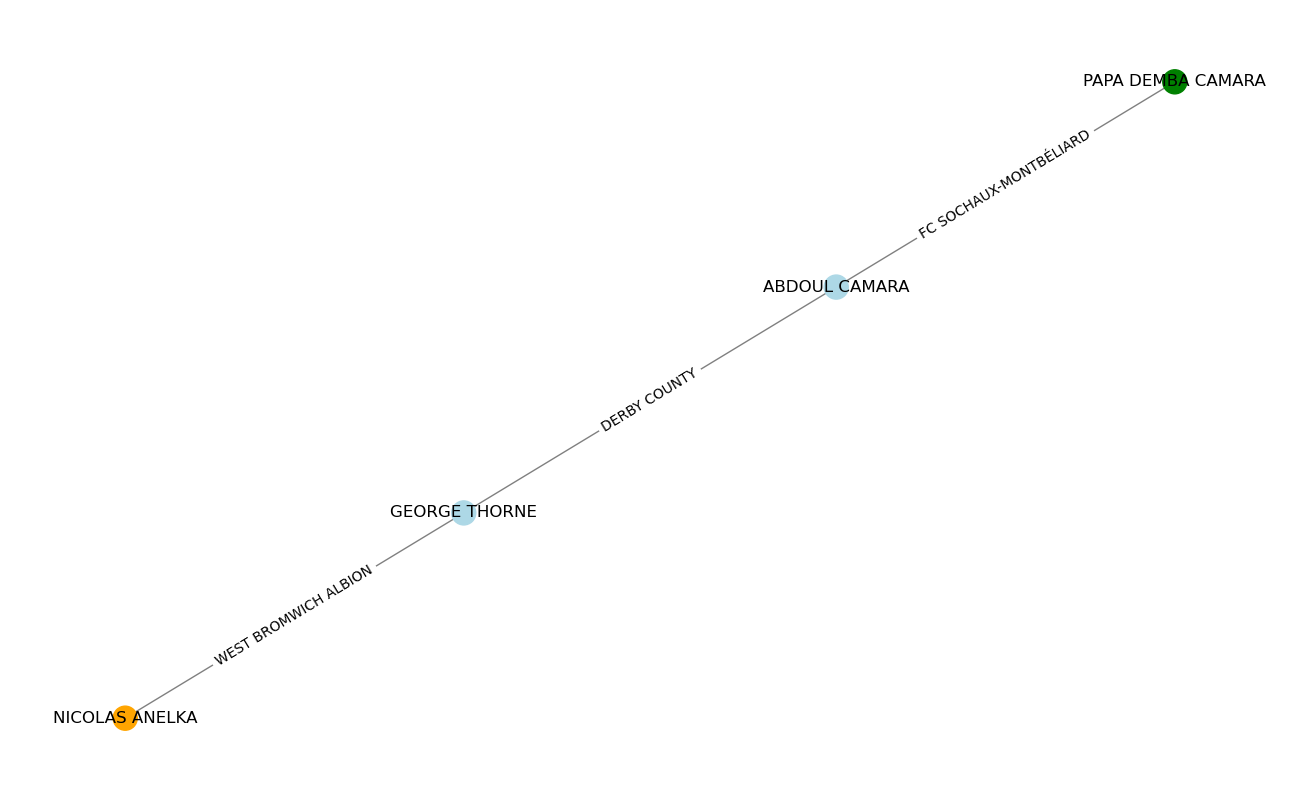 PAPA DEMBA CAMARA
FC SOCHAUX-MONTBÉLIARD
ABDOUL CAMARA
DERBY COUNTY
GEORGE THORNE
WEST BROMWICH ALBION
NICOLAS ANELKA